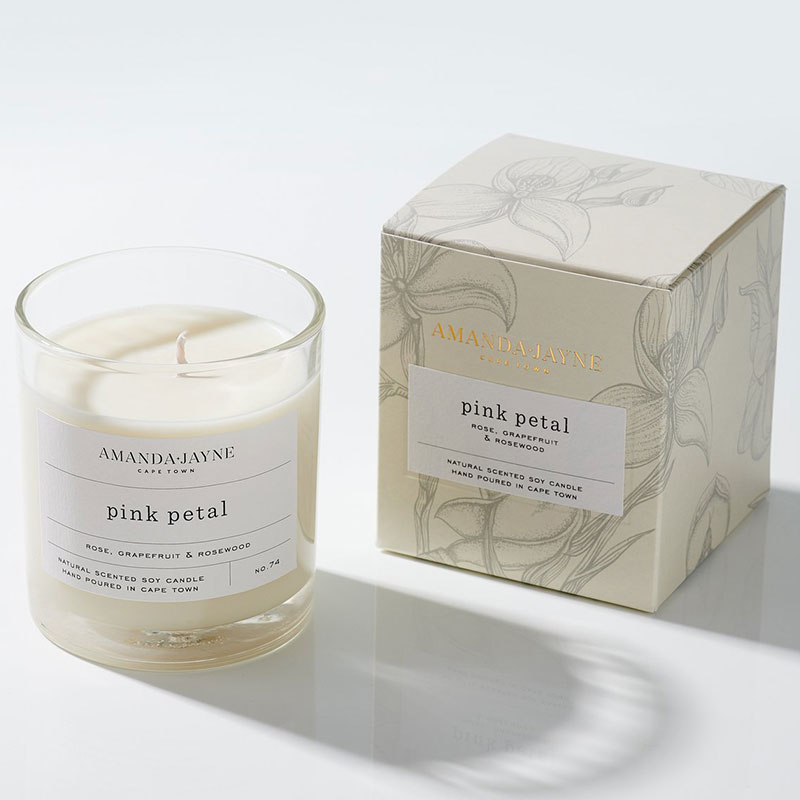 AMANDA·JAYNE
CAPE TOWN
pink petal
ROSE, GRAPEFRUIT & ROSEWOOD
NATURAL SCENTED SOY CANDLE
HAND POURED IN CAPE TOWN
NO.74
AMANDA·JAYNE
CAPE TOWN
pink petal
ROSE, GRAPEFRUIT
& ROSEWOOD
NATURAL SCENTED SOY CANDLE
HAND POURED IN CAPE TOWN